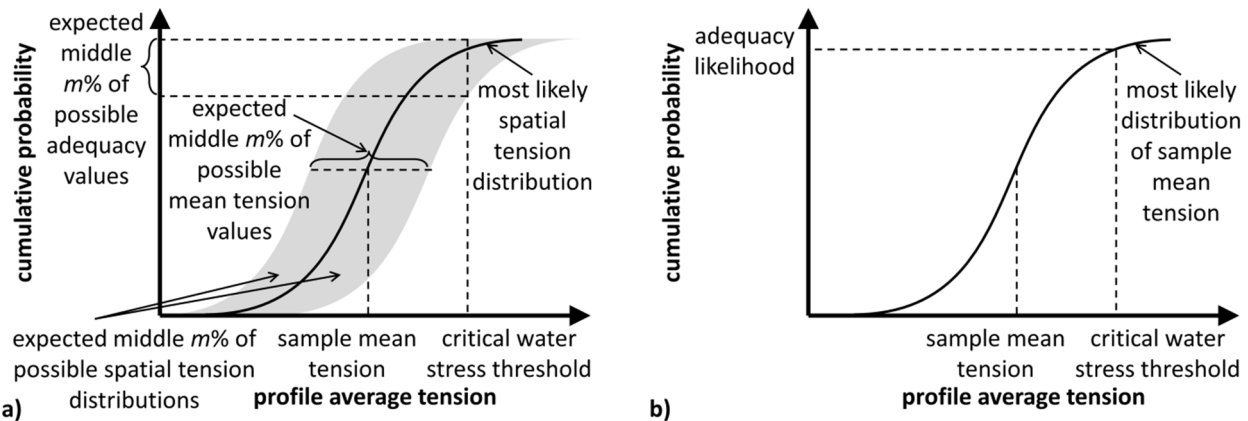 expected
middle
m% of
possible
adequacy
values
cumulative probability
expected
middle m% of
possible
mean tension
values
most likely
spatial
tension
distribution
expected middle m% of
possible spatial tension
distributions
sample mean
tension
critical water
stress threshold
profile average tension
a)
adequacy
likelihood
cumulative probability
most likely
distribution
of sample
mean
tension
sample mean
tension
critical water
stress threshold
profile average tension
b)